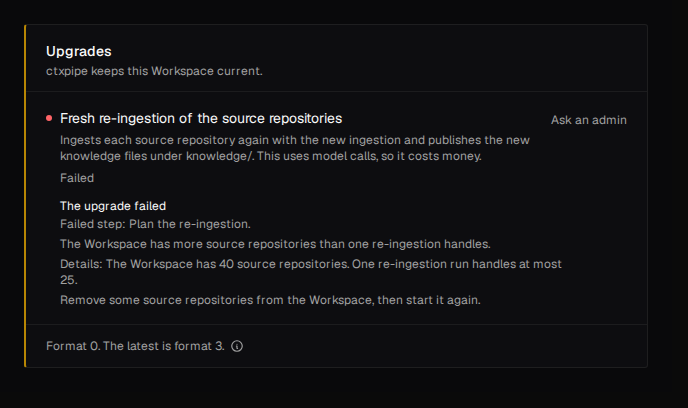 Upgrades
ctxpipe keeps this Workspace current.
Fresh re-ingestion of the source repositories
Ask an admin
Ingests each source repository again with the new ingestion and publishes the new
knowledge files under knowledge/. This uses model calls, so it costs money.
Failed
The upgrade failed
Failed step: Plan the re-ingestion.
The Workspace has more source repositories than one re-ingestion handles.
Details: The Workspace has 40 source repositories. One re-ingestion run handles at most
25.
Remove some source repositories from the Workspace, then start it again.
Format 0. The latest is format 3.